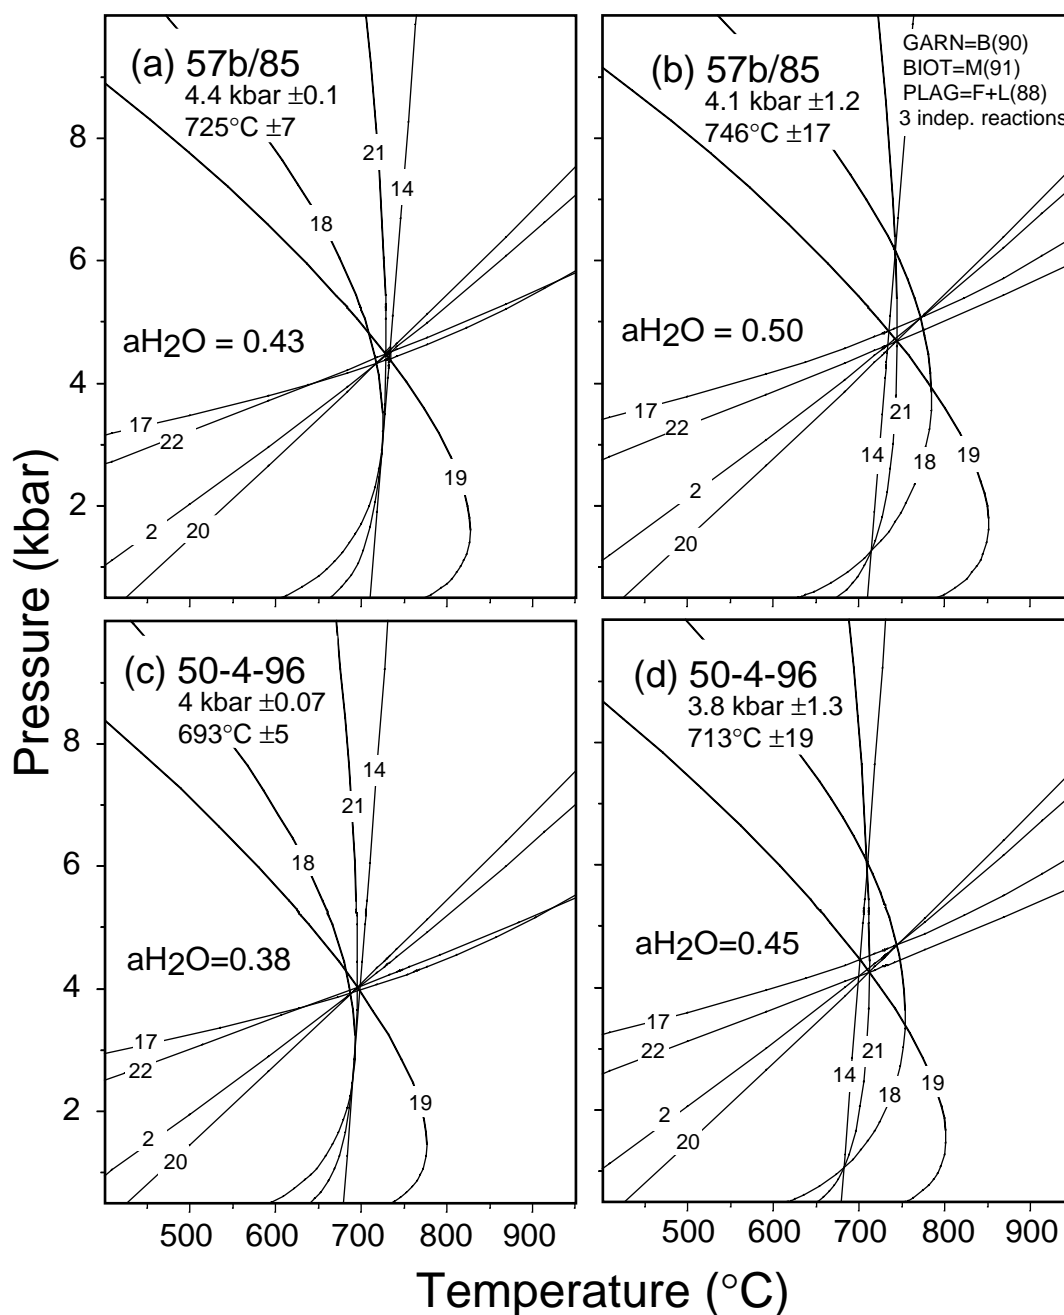 (a) 57b/85
4.4 kbar ±0.1
725°C ±7
21
14
18
aH2O = 0.43
17
22
2
20
19
(b) 57b/85
4.1 kbar ±1.2
746°C ±17
GARN=B(90)
BIOT=M(91)
PLAG=F+L(88)
3 indep. reactions
aH2O = 0.50
17
22
21
14
18
19
2
20
8
6
4
2
(c) 50-4-96
4 kbar ±0.07
693°C ±5
14
21
18
aH2O=0.38
17
22
2
20
19
(d) 50-4-96
3.8 kbar ±1.3
713°C ±19
aH2O=0.45
17
22
21
14
18
19
2
20
8
6
4
2
Pressure (kbar)
500 600 700 800 900
500 600 700 800 900
Temperature (°C)